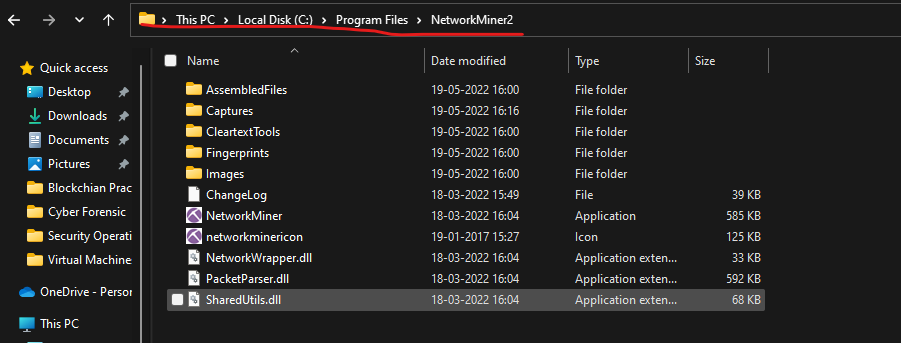 This PC > Local Disk (C:) > Program Files > NetworkMiner2
Quick access
Desktop
Downloads
Documents
Pictures
Blockchian Prac
Cyber Forensic
Security Operati
Virtual Machine
OneDrive - Person
This PC
Name Date modified Type Size
AssembledFiles 19-05-2022 16:00 File folder
Captures 19-05-2022 16:16 File folder
CleartextTools 19-05-2022 16:00 File folder
Fingerprints 19-05-2022 16:00 File folder
Images 19-05-2022 16:00 File folder
ChangeLog 18-03-2022 15:49 File 39 KB
NetworkMiner 18-03-2022 16:04 Application 585 KB
networkminericon 19-01-2017 15:27 Icon 125 KB
NetworkWrapper.dll 18-03-2022 16:04 Application exten... 33 KB
PacketParser.dll 18-03-2022 16:04 Application exten... 592 KB
SharedUtils.dll 18-03-2022 16:04 Application exten... 68 KB